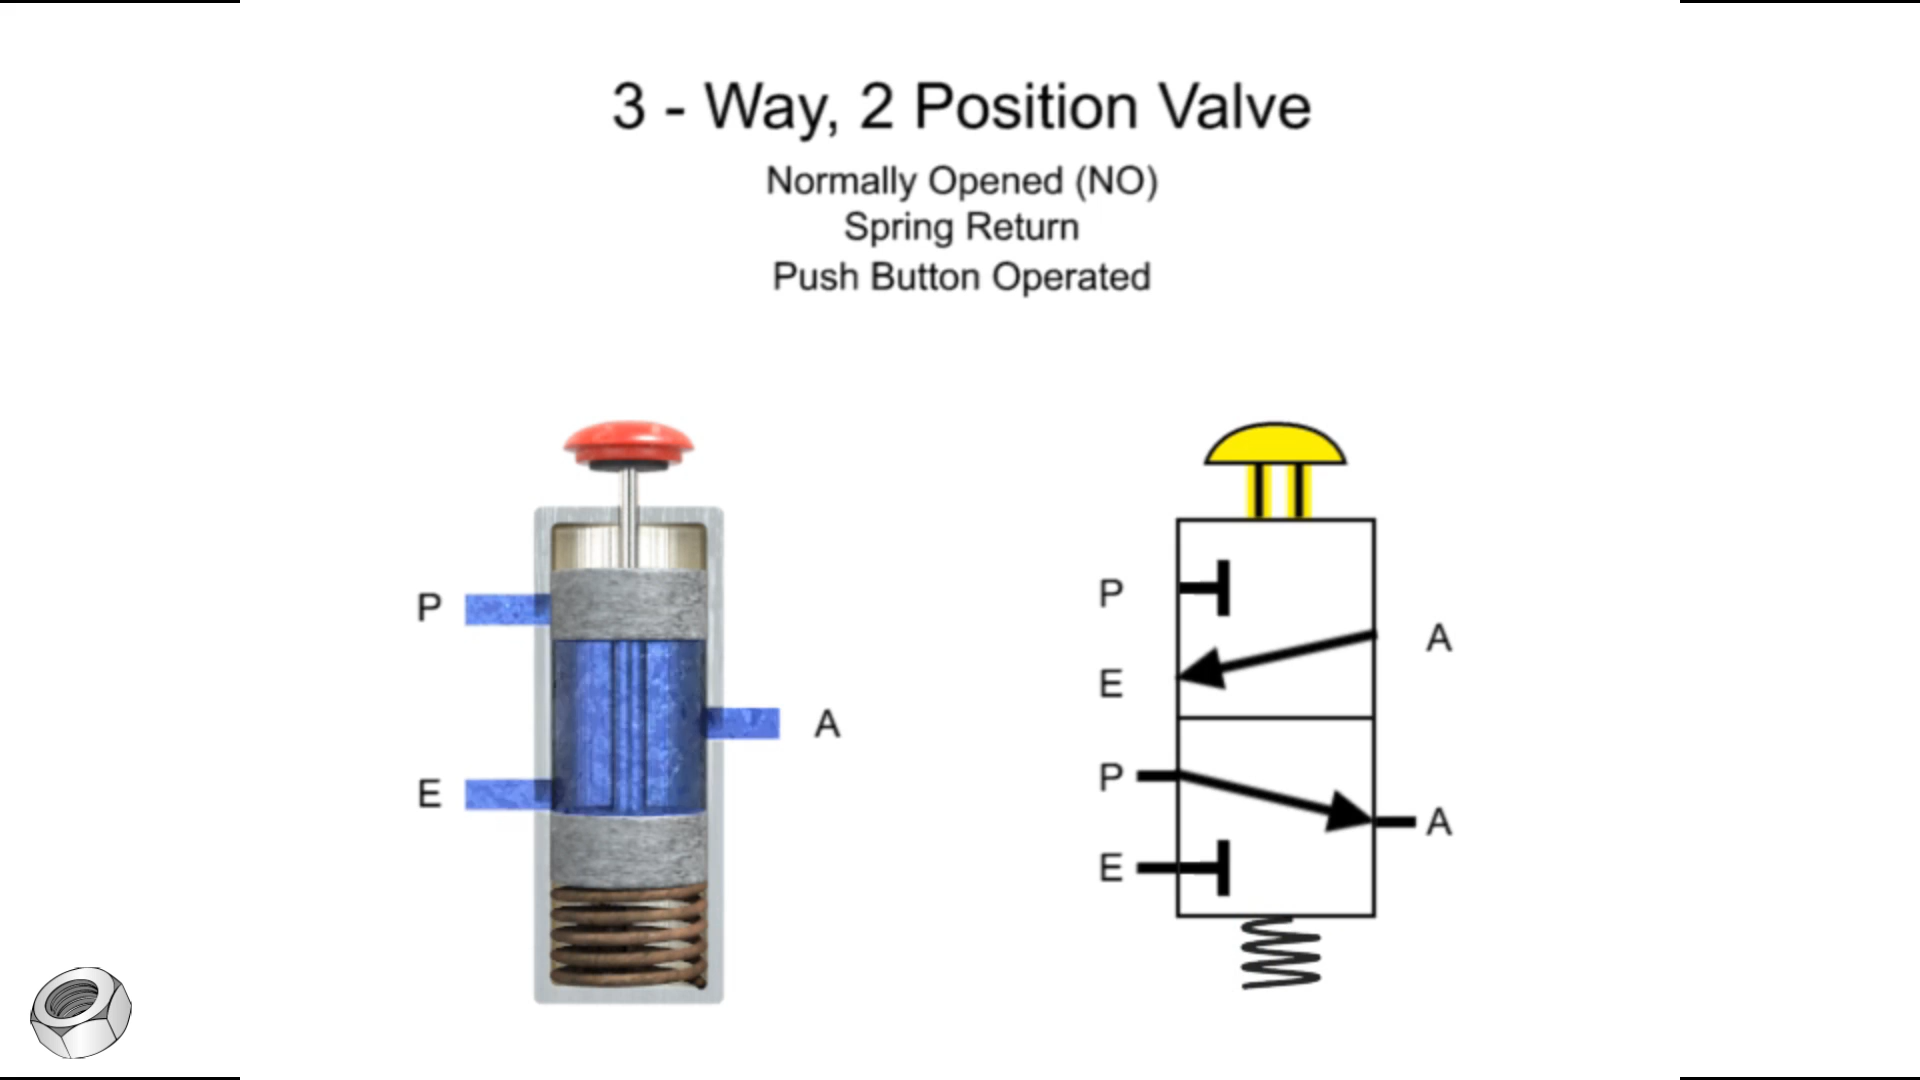 3 - Way, 2 Position Valve
Normally Opened (NO)
Spring Return
Push Button Operated
P
E
A
P
E
A
P
E
A